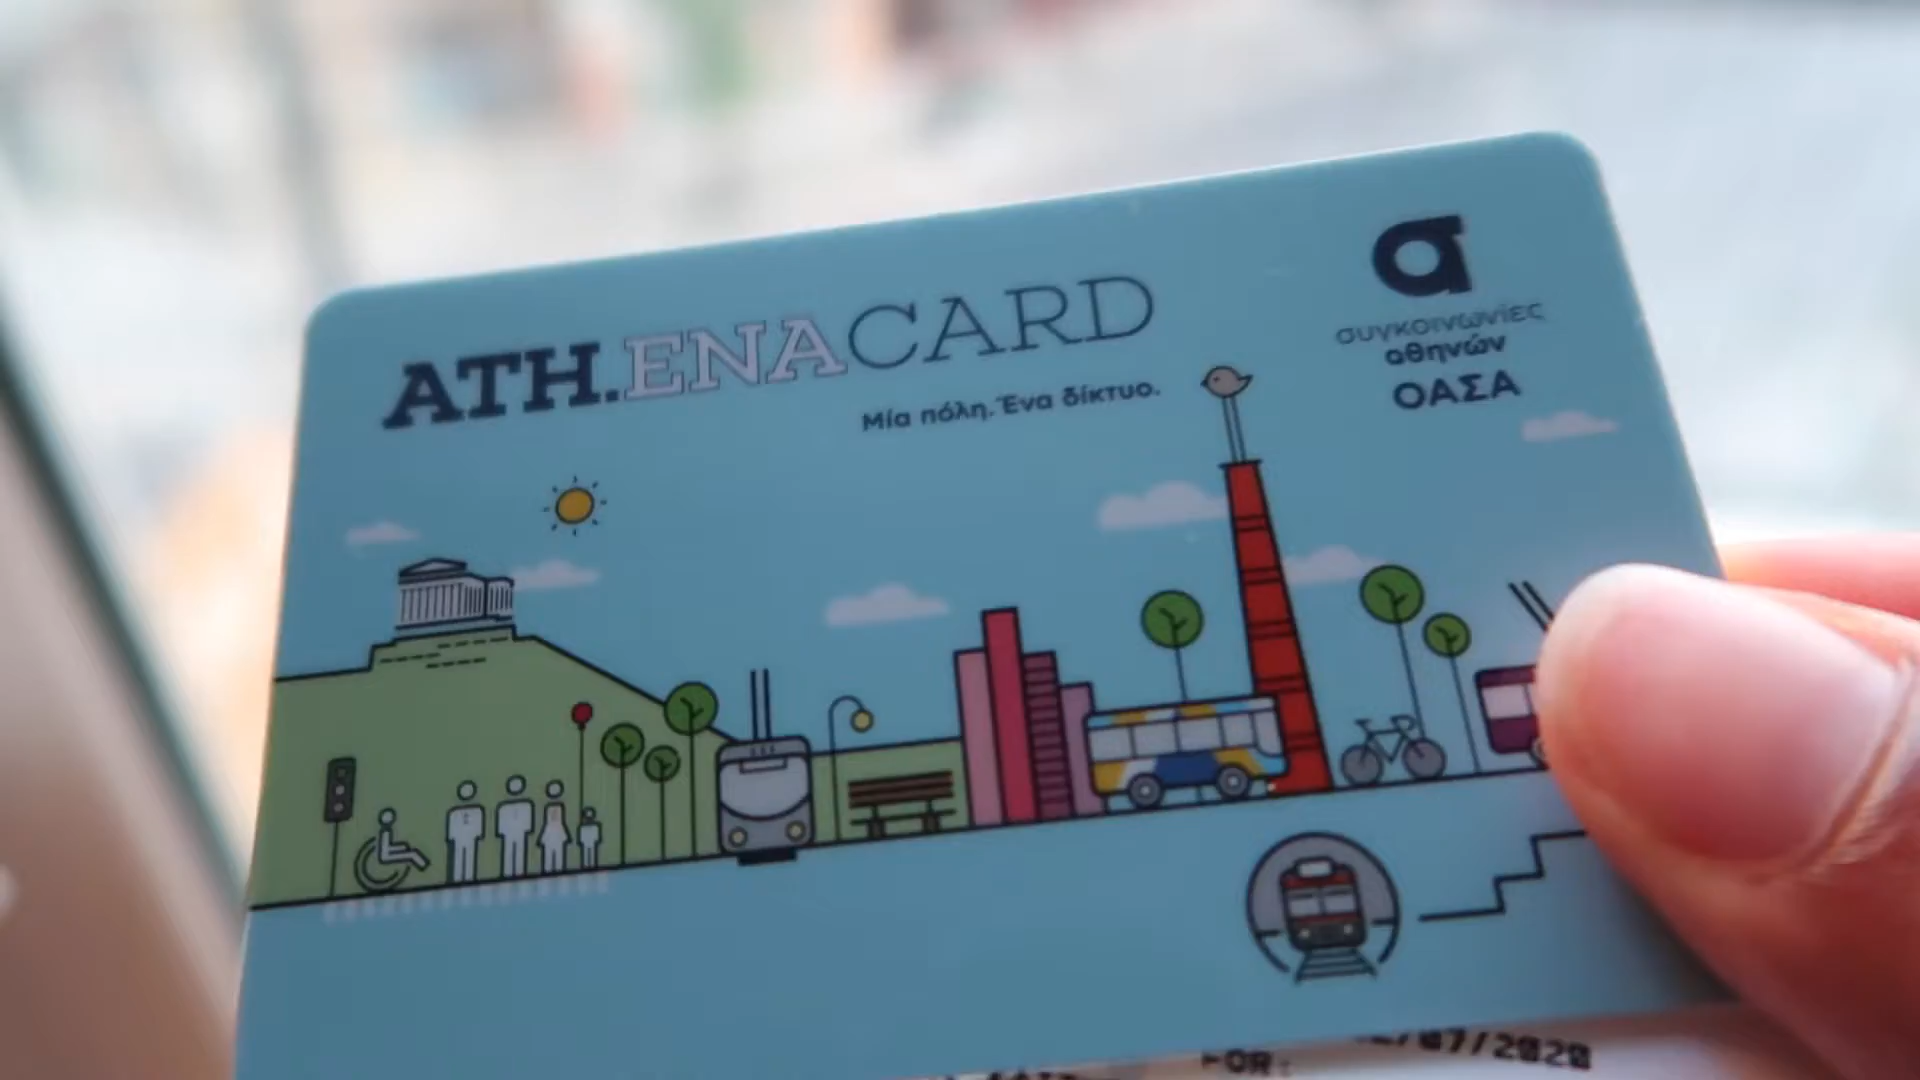 ATH.ENACARD
Μία πόλη. Ένα δίκτυο.
συγκοινωνίες
αθηνών
ΟΑΣΑ
FOR:
/07/2020